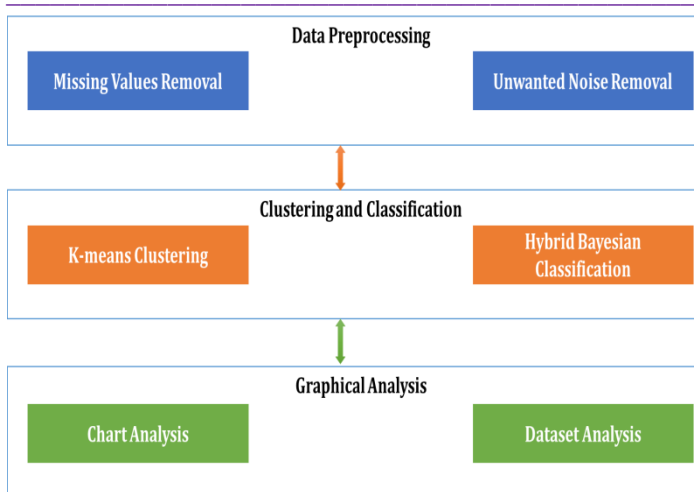 Data Preprocessing
Missing Values Removal
Unwanted Noise Removal
Clustering and Classification
K-means Clustering
Hybrid Bayesian
Classification
Graphical Analysis
Chart Analysis
Dataset Analysis